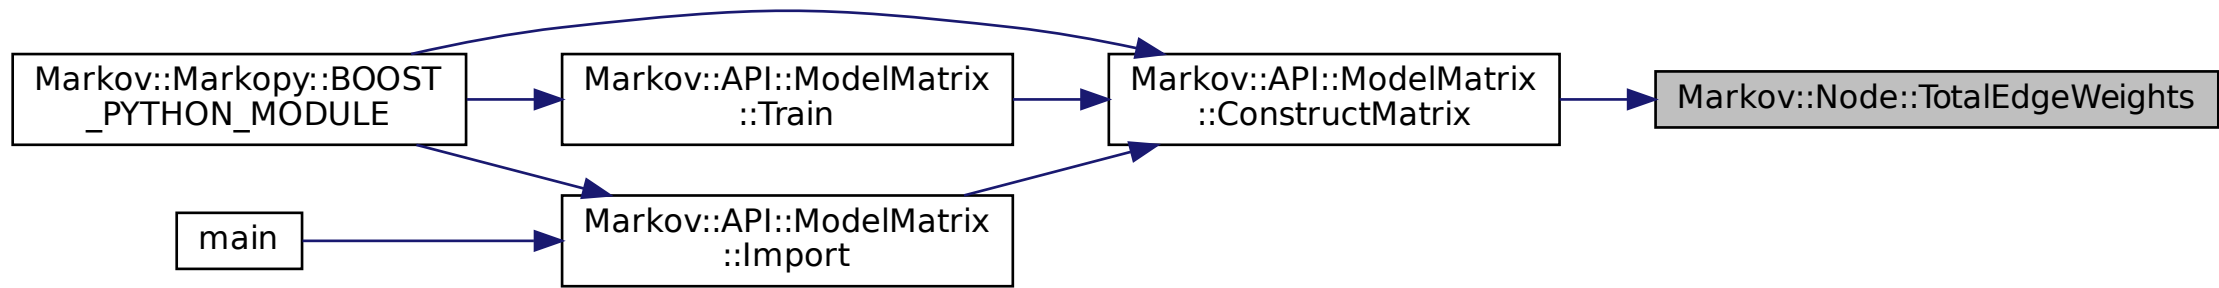 Markov::Markopy::BOOST
_PYTHON_MODULE
Markov::API::ModelMatrix
::Train
Markov::API::ModelMatrix
::ConstructMatrix
Markov::Node::TotalEdgeWeights
main
Markov::API::ModelMatrix
::Import